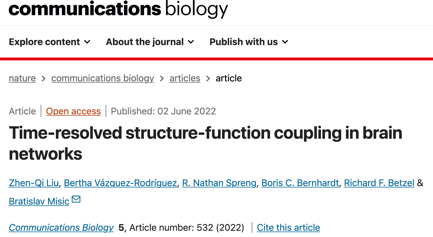 communications biology
Explore content About the journal Publish with us
nature > communications biology > articles > article
Article | Open access | Published: 02 June 2022
Time-resolved structure-function coupling in brain
networks
Zhen-Qi Liu, Bertha Vázquez-Rodríguez, R. Nathan Spreng, Boris C. Bernhardt, Richard F. Betzel &
Bratislav Misic
Communications Biology 5, Article number: 532 (2022) | Cite this article